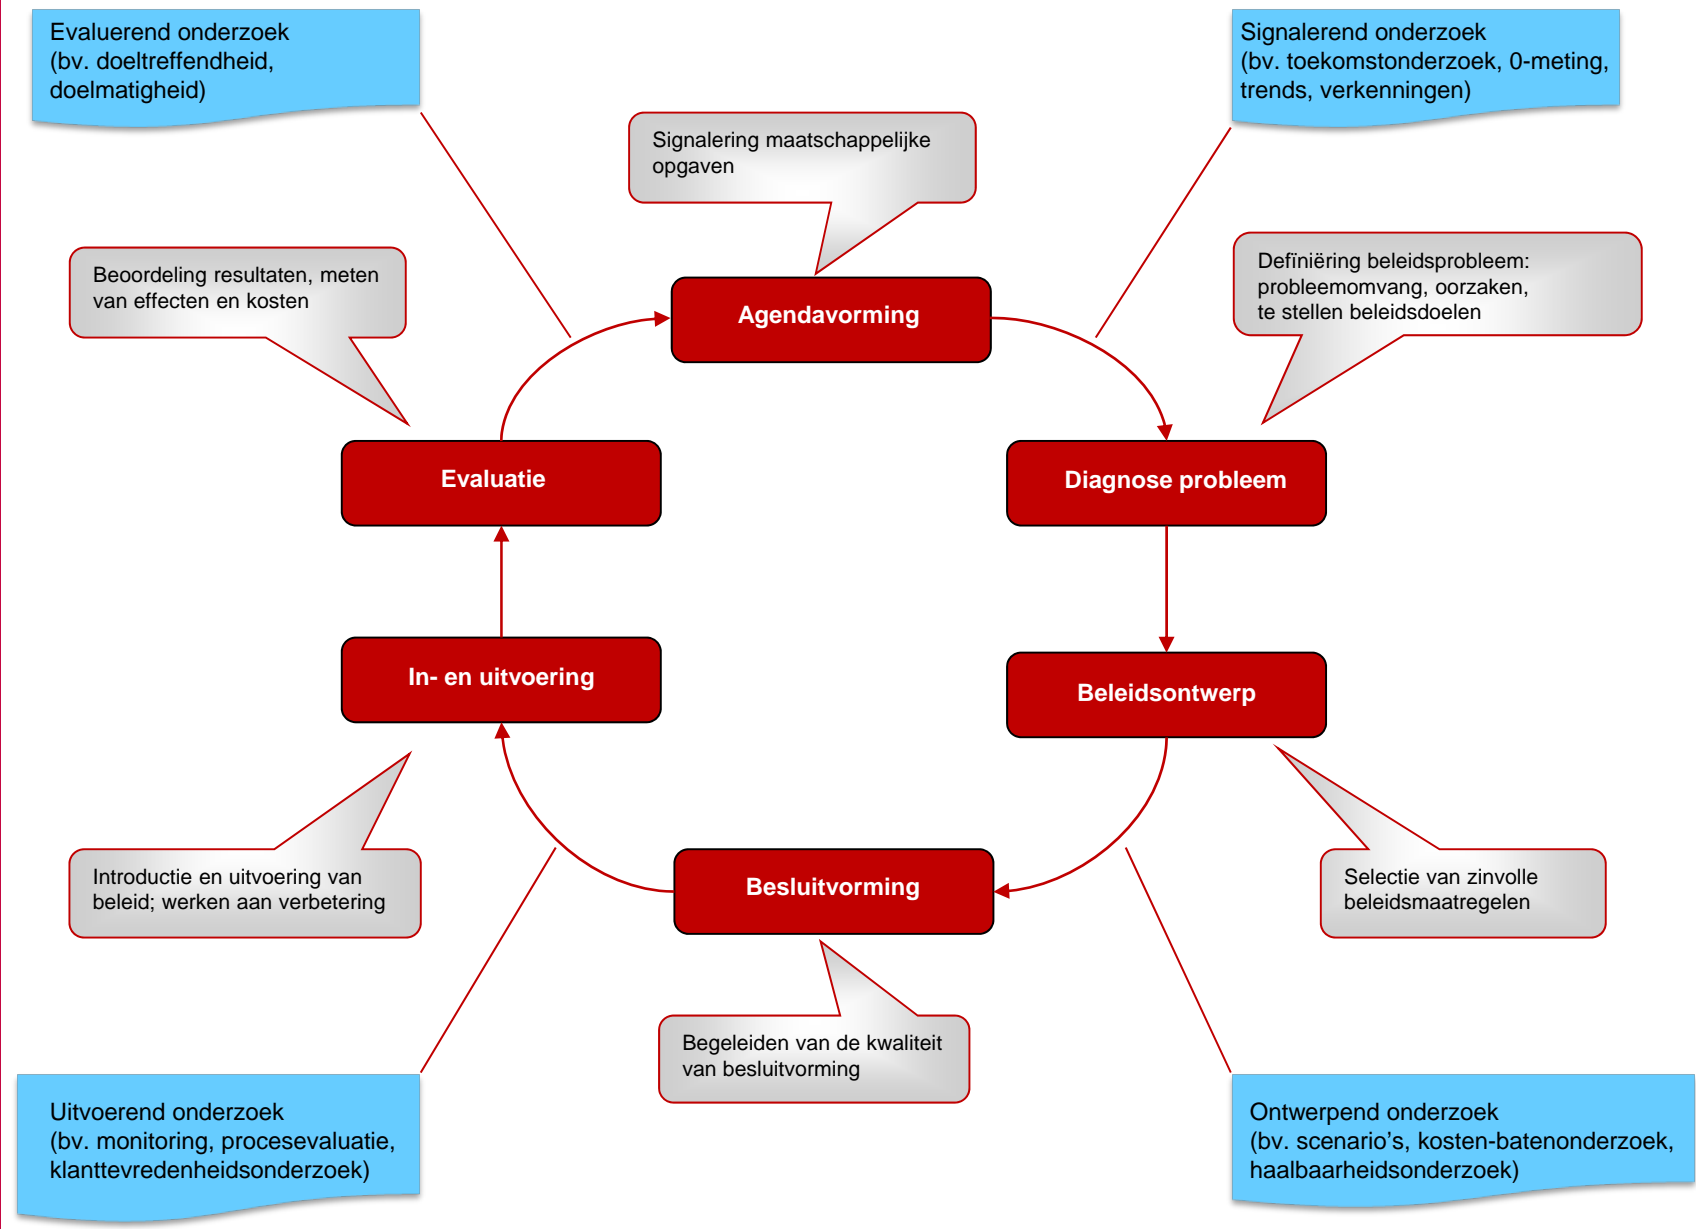 Evaluerend onderzoek
(bv. doeltreffendheid,
doelmatigheid)
Signalerend onderzoek
(bv. toekomstonderzoek, 0-meting,
trends, verkenningen)
Signalering maatschappelijke
opgaven
Beoordeling resultaten, meten
van effecten en kosten
Definiëring beleidsprobleem:
probleemomvang, oorzaken,
te stellen beleidsdoelen
Agendavorming
Evaluatie
Diagnose probleem
In- en uitvoering
Beleidsontwerp
Introductie en uitvoering van
beleid; werken aan verbetering
Besluitvorming
Selectie van zinvolle
beleidsmaatregelen
Begeleiden van de kwaliteit
van besluitvorming
Uitvoerend onderzoek
(bv. monitoring, procesevaluatie,
klanttevredenheidsonderzoek)
Ontwerpend onderzoek
(bv. scenario’s, kosten-batenonderzoek,
haalbaarheidsonderzoek)